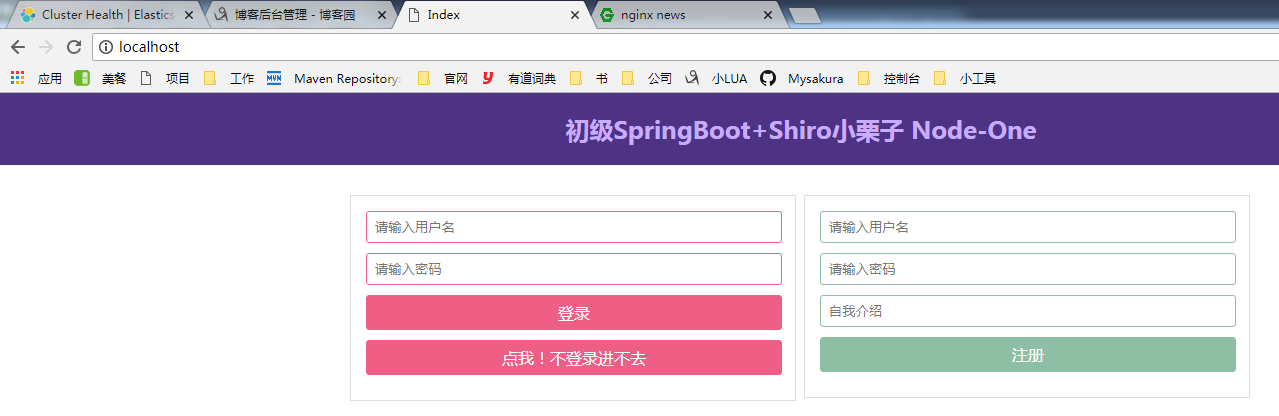 Cluster Health | Elastics
博客后台管理 - 博客园
Index
nginx news
localhost
应用 美餐 项目 工作 Maven Repository: 官网 有道词典 书 公司 小LUA Mysakura 控制台 小工具
初级SpringBoot+Shiro小栗子 Node-One
请输入用户名
请输入密码
登录
点我！不登录进不去
请输入用户名
请输入密码
自我介绍
注册